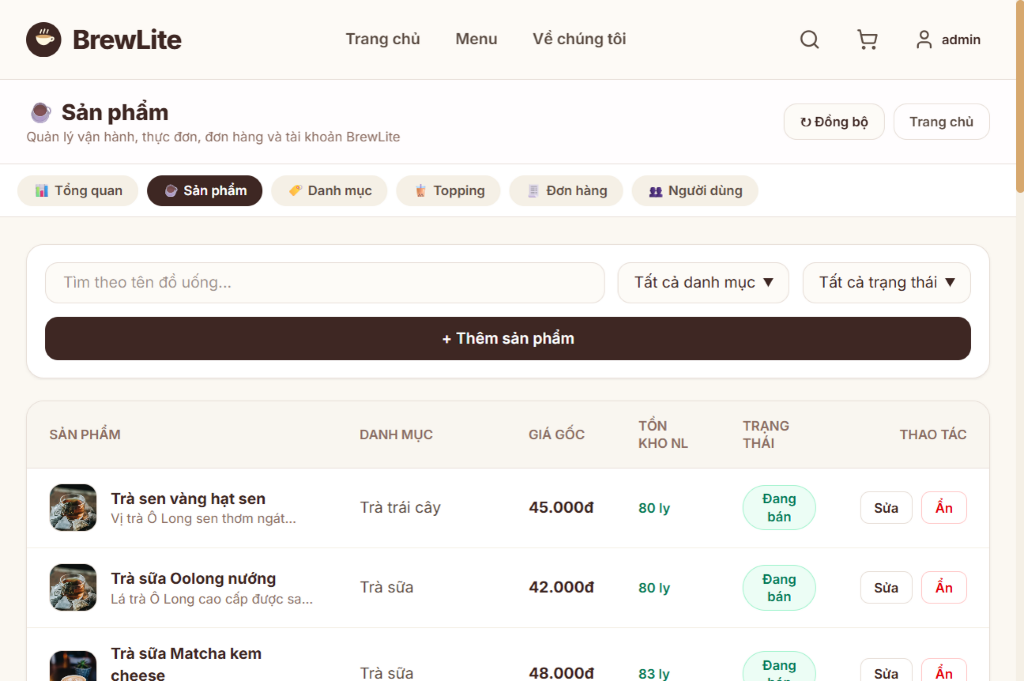 BrewLite
Trang chủ
Menu
Về chúng tôi
admin
Sản phẩm
Quản lý vận hành, thực đơn, đơn hàng và tài khoản BrewLite
↻ Đồng bộ
Trang chủ
Tổng quan
Sản phẩm
Danh mục
Topping
Đơn hàng
Người dùng
Tìm theo tên đồ uống...
Tất cả danh mục ▼
Tất cả trạng thái ▼
+ Thêm sản phẩm
SẢN PHẨM
DANH MỤC
GIÁ GỐC
TỒN
KHO NL
TRẠNG
THÁI
THAO TÁC
Trà sen vàng hạt sen
Vị trà Ô Long sen thơm ngát...
Trà trái cây
45.000đ
80 ly
Đang
bán
Sửa
Ẩn
Trà sữa Oolong nướng
Lá trà Ô Long cao cấp được sa...
Trà sữa
42.000đ
80 ly
Đang
bán
Sửa
Ẩn
Trà sữa Matcha kem
cheese
Trà sữa
48.000đ
83 ly
Đang
bán
Sửa
Ẩn